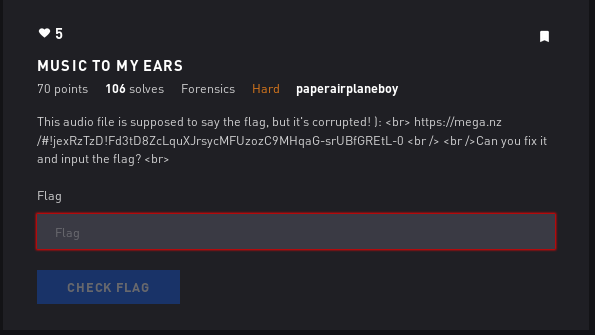 5
MUSIC TO MY EARS
70 points 106 solves Forensics Hard paperairplaneboy
This audio file is supposed to say the flag, but it's corrupted! ): <br> https://mega.nz
/#!jexRzTzD!Fd3tD8ZcLquXJrsycMFUzozC9MHqaG-srUBfGREtL-0 <br /> <br />Can you fix it
and input the flag? <br>
Flag
Flag
CHECK FLAG